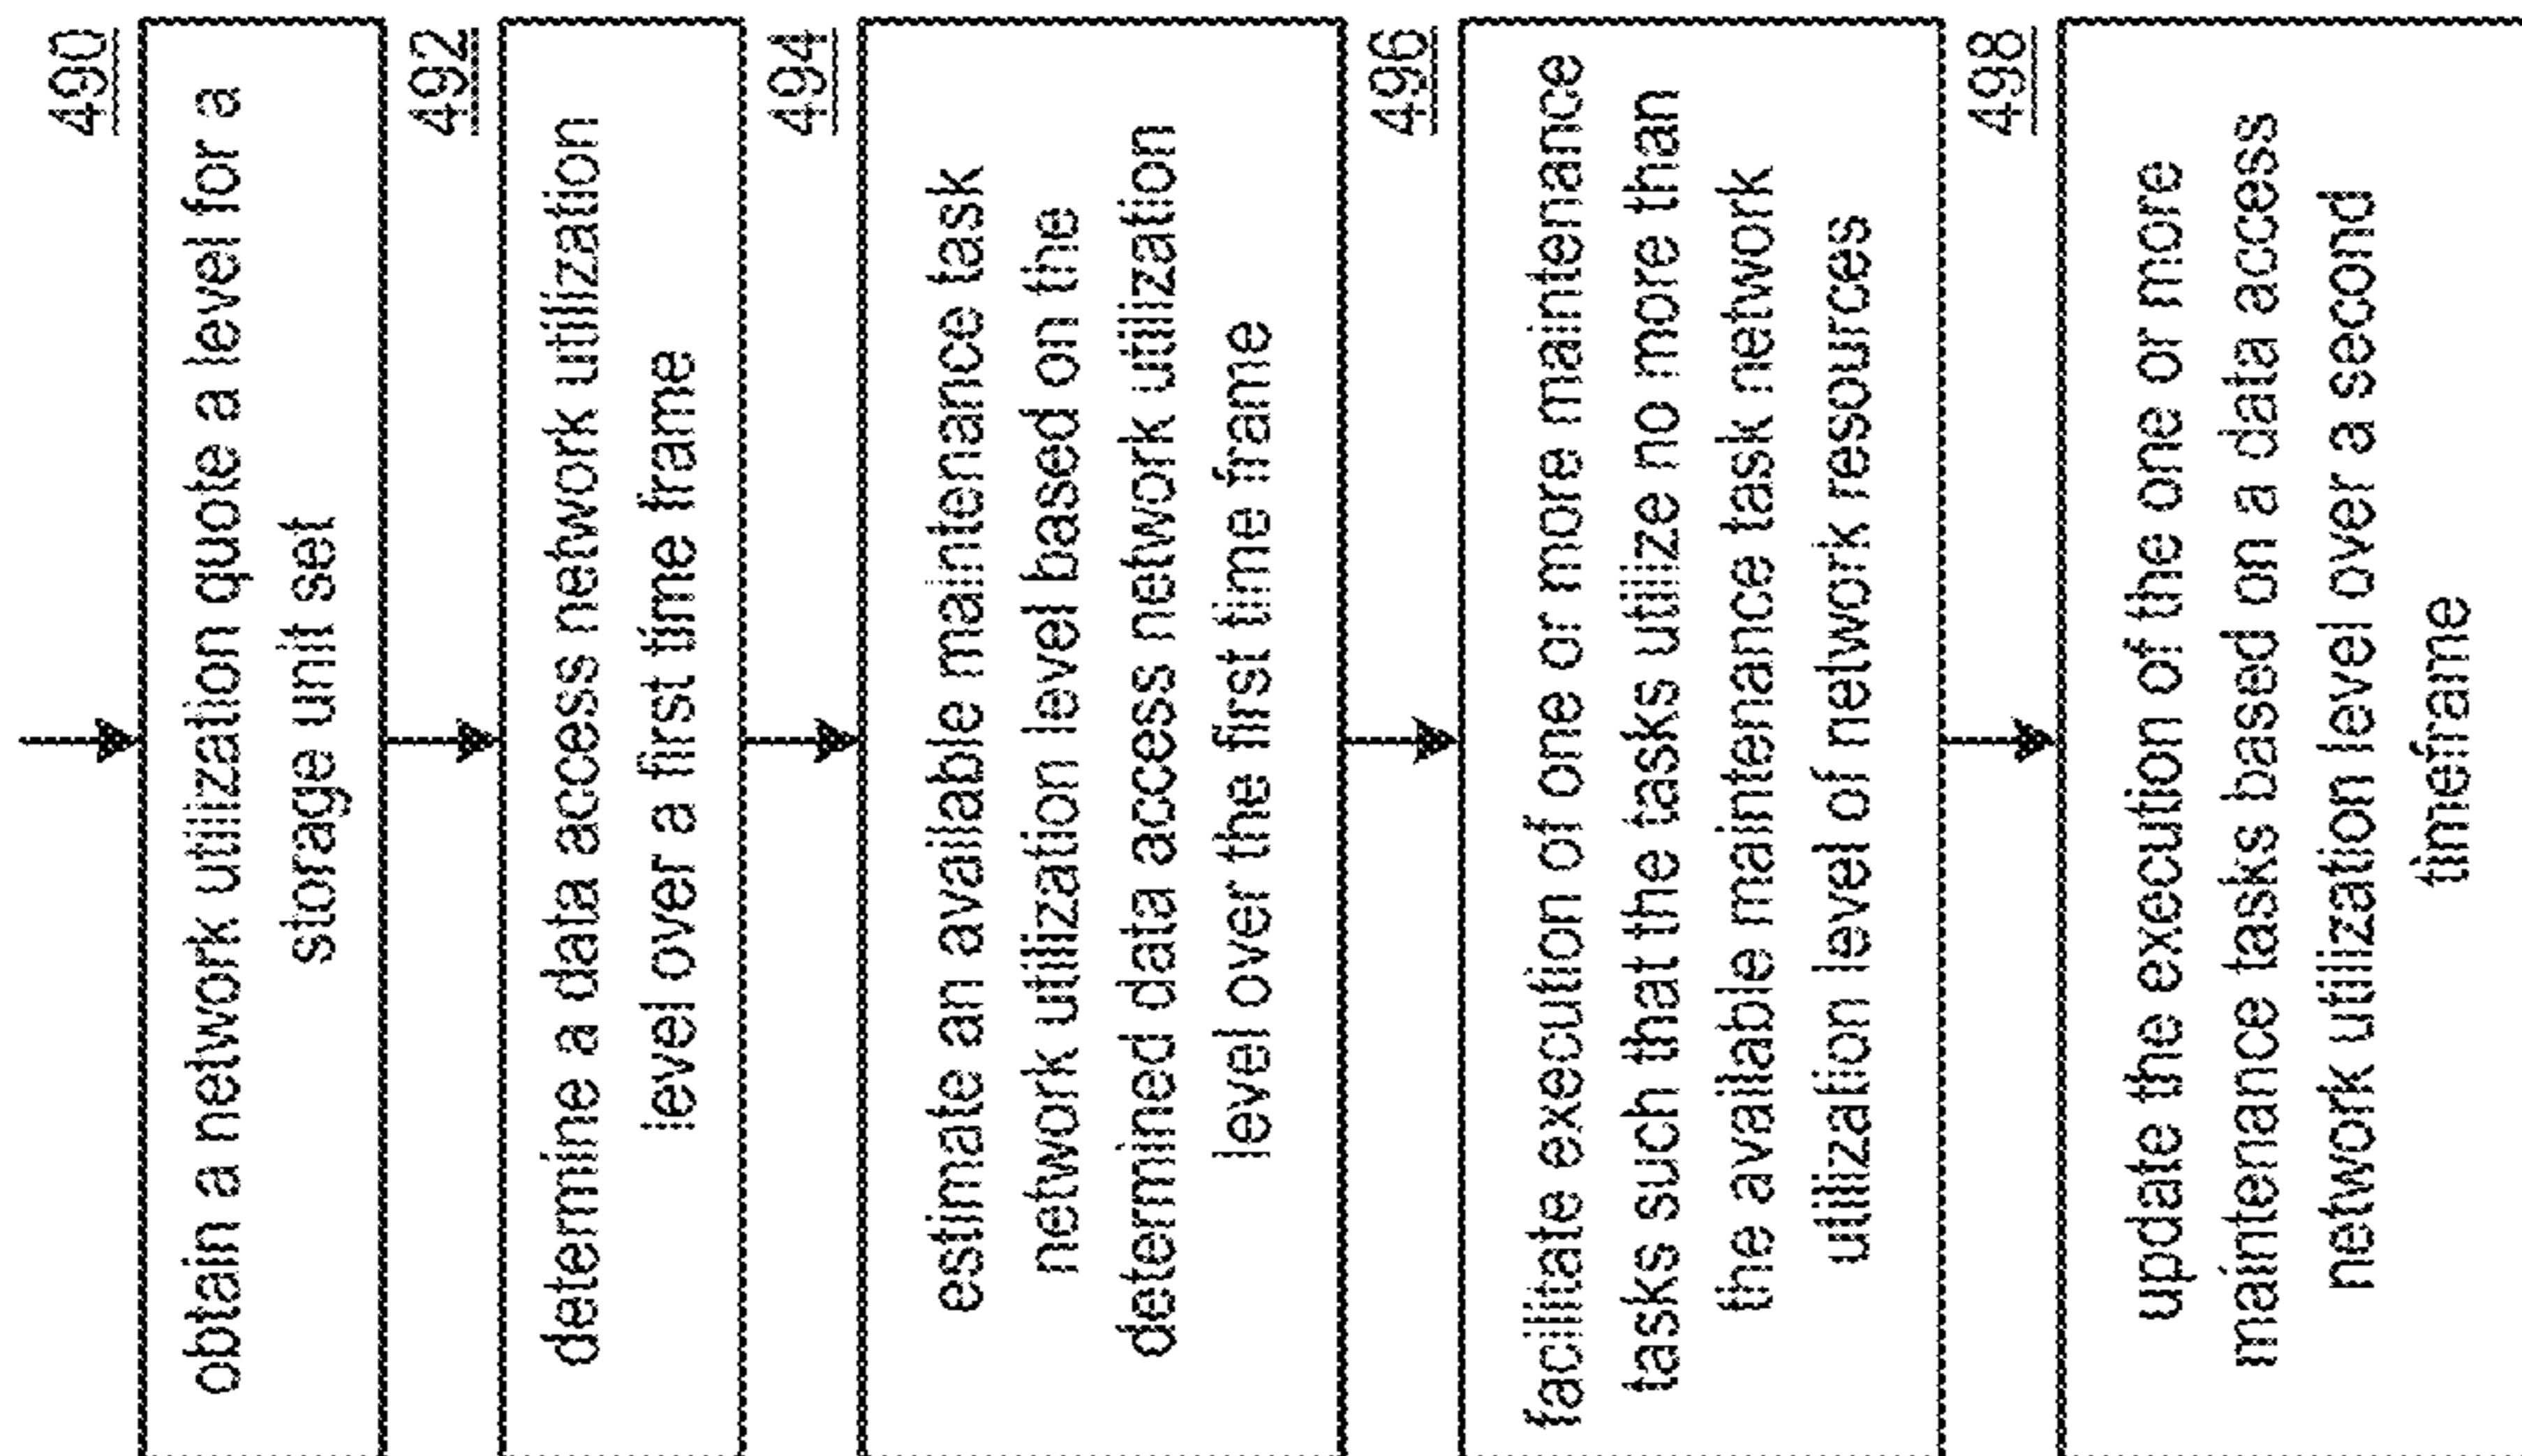 490
obtain a network utilization quote a level for a
storage unit set
492
determine a data access network utilization
level over a first time frame
494
estimate an available maintenance task
network utilization level based on the
determined data access network utilization
level over the first time frame
496
facilitate execution of one or more maintenance
tasks such that the tasks utilize no more than
the available maintenance task network
utilization level of network resources
498
update the execution of the one or more
maintenance tasks based on a data access
network utilization level over a second
timeframe